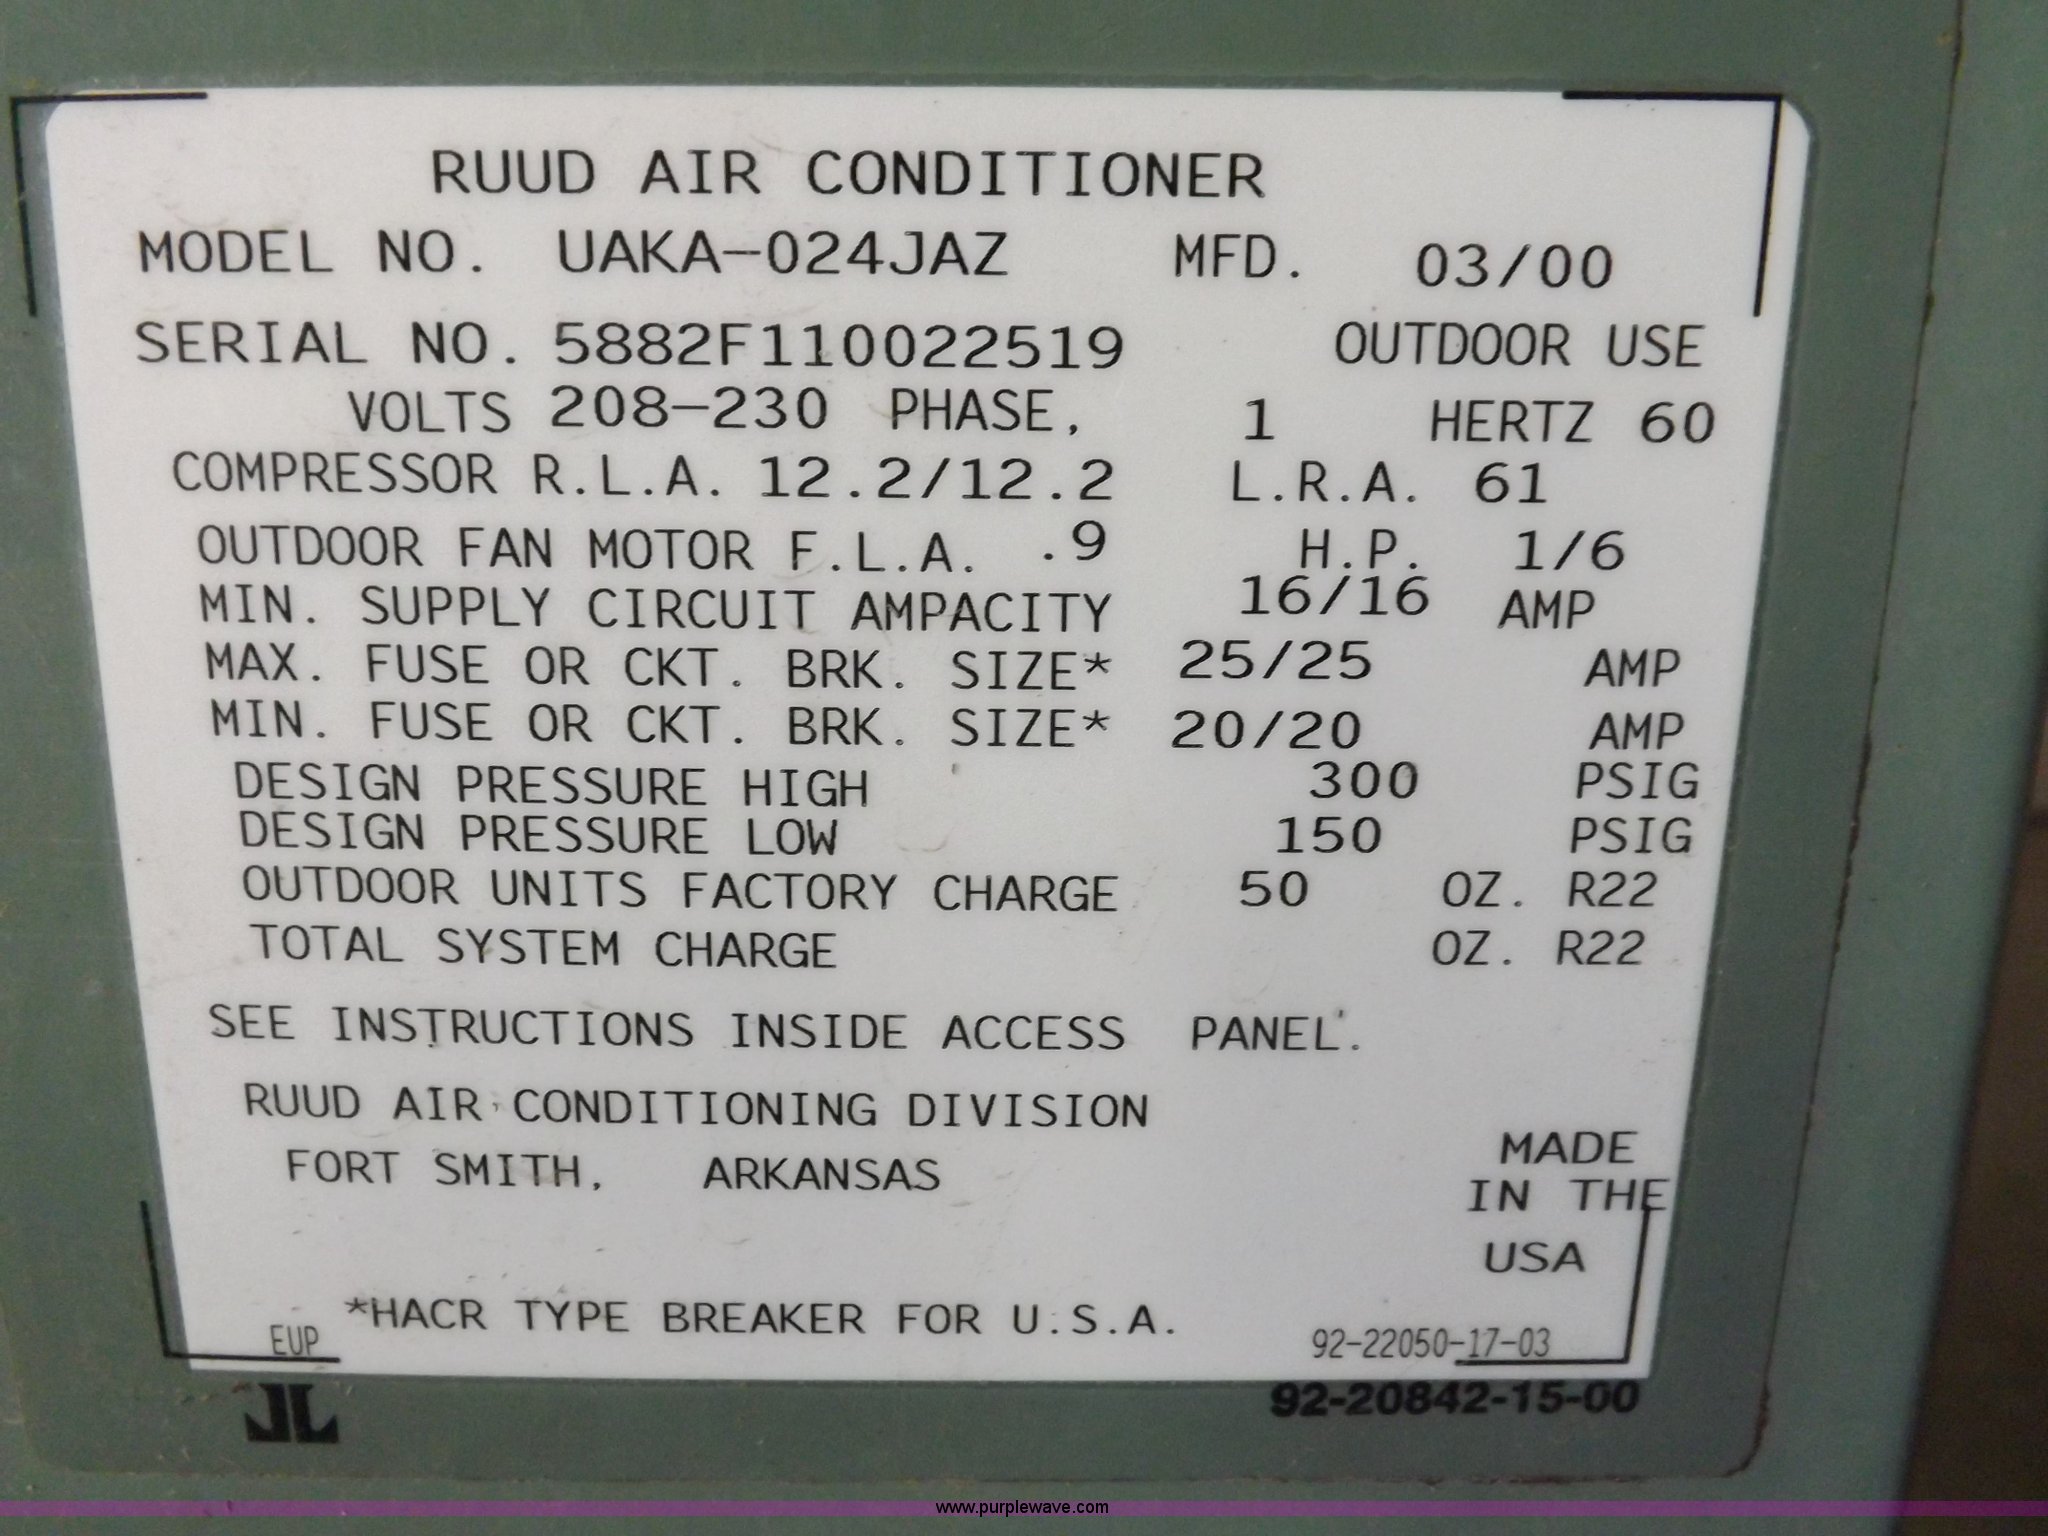 RUUD AIR CONDITIONER
MODEL NO. UAKA-024JAZ MFD. 03/00
SERIAL NO. 5882F110022519 OUTDOOR USE
VOLTS 208-230 PHASE, 1 HERTZ 60
COMPRESSOR R.L.A. 12.2/12.2 L.R.A. 61
OUTDOOR FAN MOTOR F.L.A. .9 H.P. 1/6
MIN. SUPPLY CIRCUIT AMPACITY 16/16 AMP
MAX. FUSE OR CKT. BRK. SIZE* 25/25 AMP
MIN. FUSE OR CKT. BRK. SIZE* 20/20 AMP
DESIGN PRESSURE HIGH 300 PSIG
DESIGN PRESSURE LOW 150 PSIG
OUTDOOR UNITS FACTORY CHARGE 50 OZ. R22
TOTAL SYSTEM CHARGE OZ. R22
SEE INSTRUCTIONS INSIDE ACCESS PANEL.
RUUD AIR CONDITIONING DIVISION
FORT SMITH, ARKANSAS
MADE
IN THE
USA
*HACR TYPE BREAKER FOR U.S.A.
EUP 92-22050-17-03
92-20842-15-00
www.purplewave.com